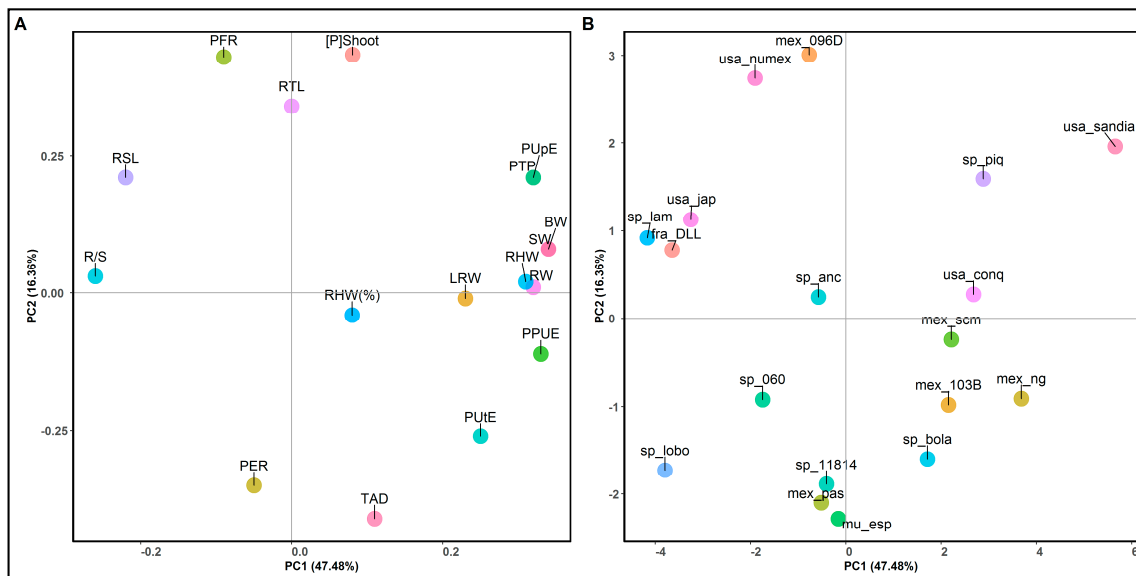 A
PFR
[P]Shoot
RTL
0.25
RSL
PUpE
PTP
BW
SW
R/S
RHW
RW
LRW
0.00
RHW(%)
PPUE
PUtE
-0.25
PER
TAD
-0.2
0.0
0.2
PC1 (47.48%)
PC2 (16.36%)
B
mex_096D
3
usa_numex
usa_sandia
2
sp_piq
usa_jap
sp_lam
1
fra_DLL
sp_anc
usa_conq
0
mex_scm
sp_060
mex_103B
mex_ng
-1
sp_lobo
sp_bola
sp_11814
-2
mex_pas
mu_esp
-4
-2
0
2
4
6
PC1 (47.48%)
PC2 (16.36%)